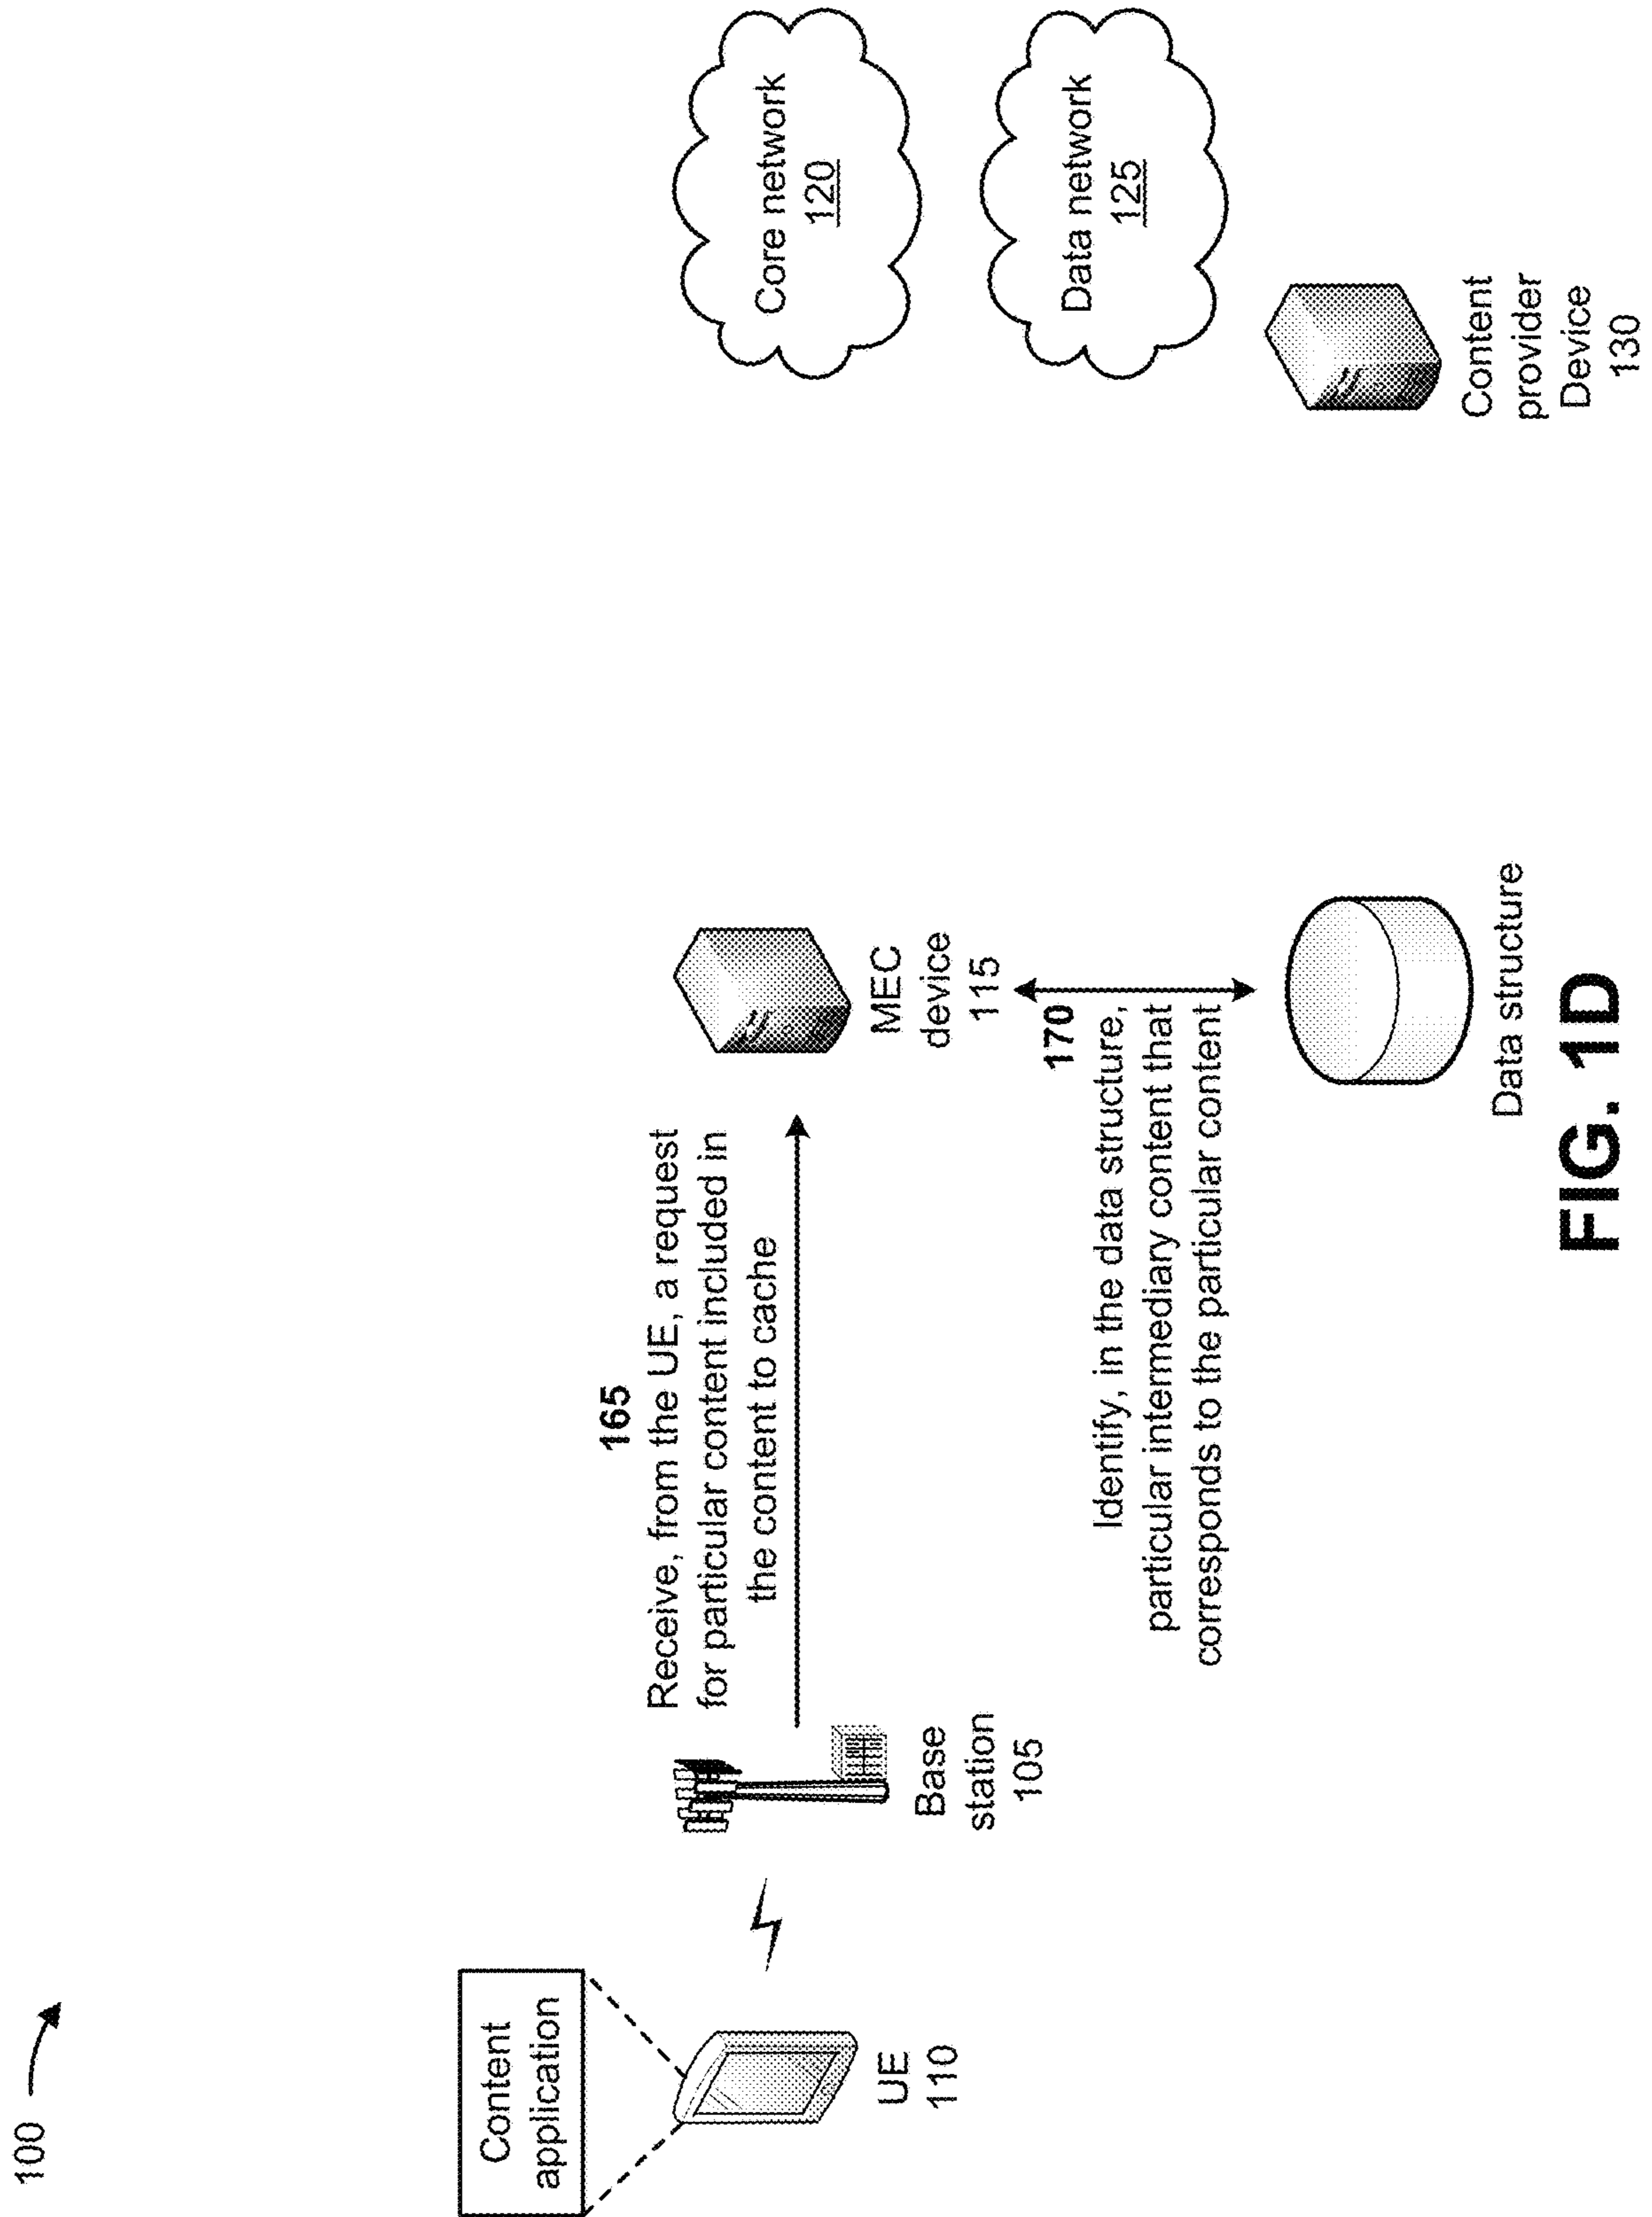 100
Content
application
UE
110
Base
station
105
165
Receive, from the UE, a request
for particular content included in
the content to cache
MEC
device
115
170
Identify, in the data structure,
particular intermediary content that
corresponds to the particular content
Data structure
Core network
120
Data network
125
Content
provider
Device
130
FIG. 1D